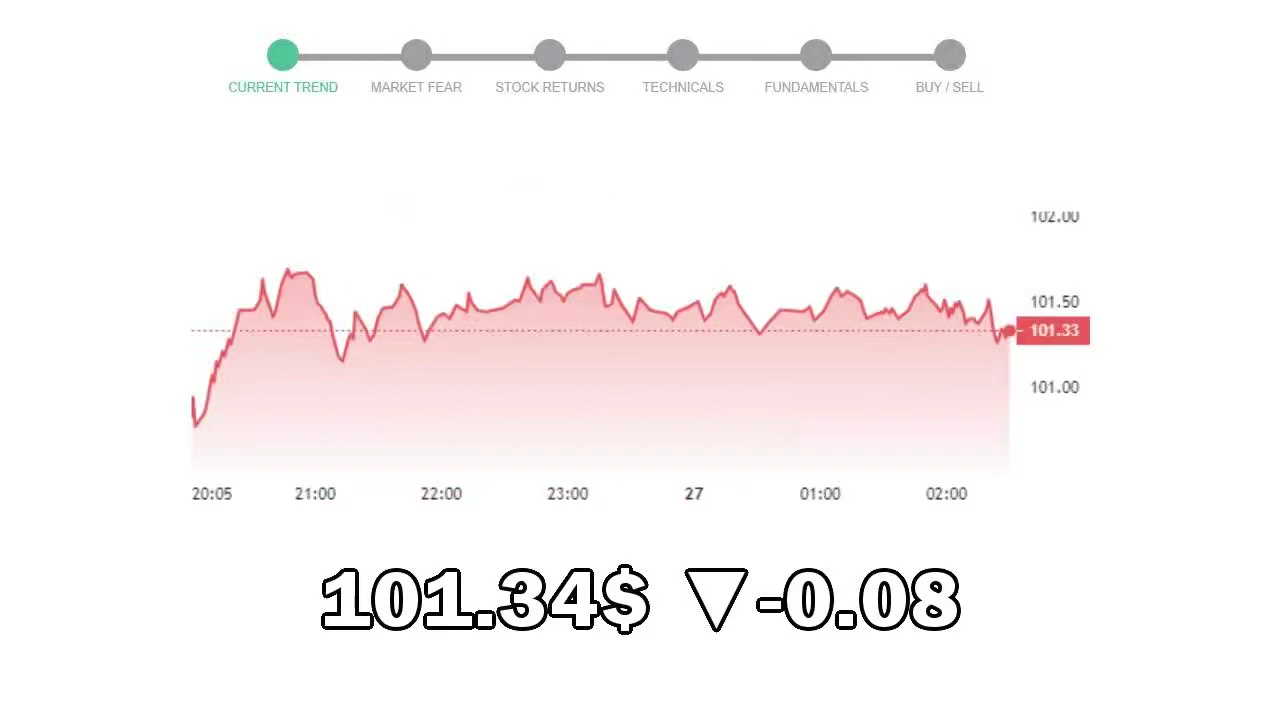 CURRENT TREND MARKET FEAR STOCK RETURNS TECHNICALS FUNDAMENTALS BUY / SELL
102.00
101.50
101.33
101.00
20:05 21:00 22:00 23:00 27 01:00 02:00
101.34$ ▼-0.08